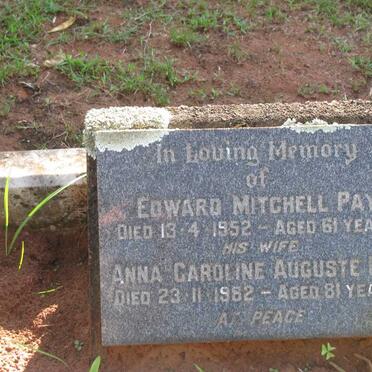 In Loving Memory
of
EDWARD MITCHELL PAY
DIED 13·4·1952 – AGED 61 YEA
HIS WIFE
ANNA CAROLINE AUGUSTE
DIED 23·11·1982 – AGED 81 YEA
AT PEACE